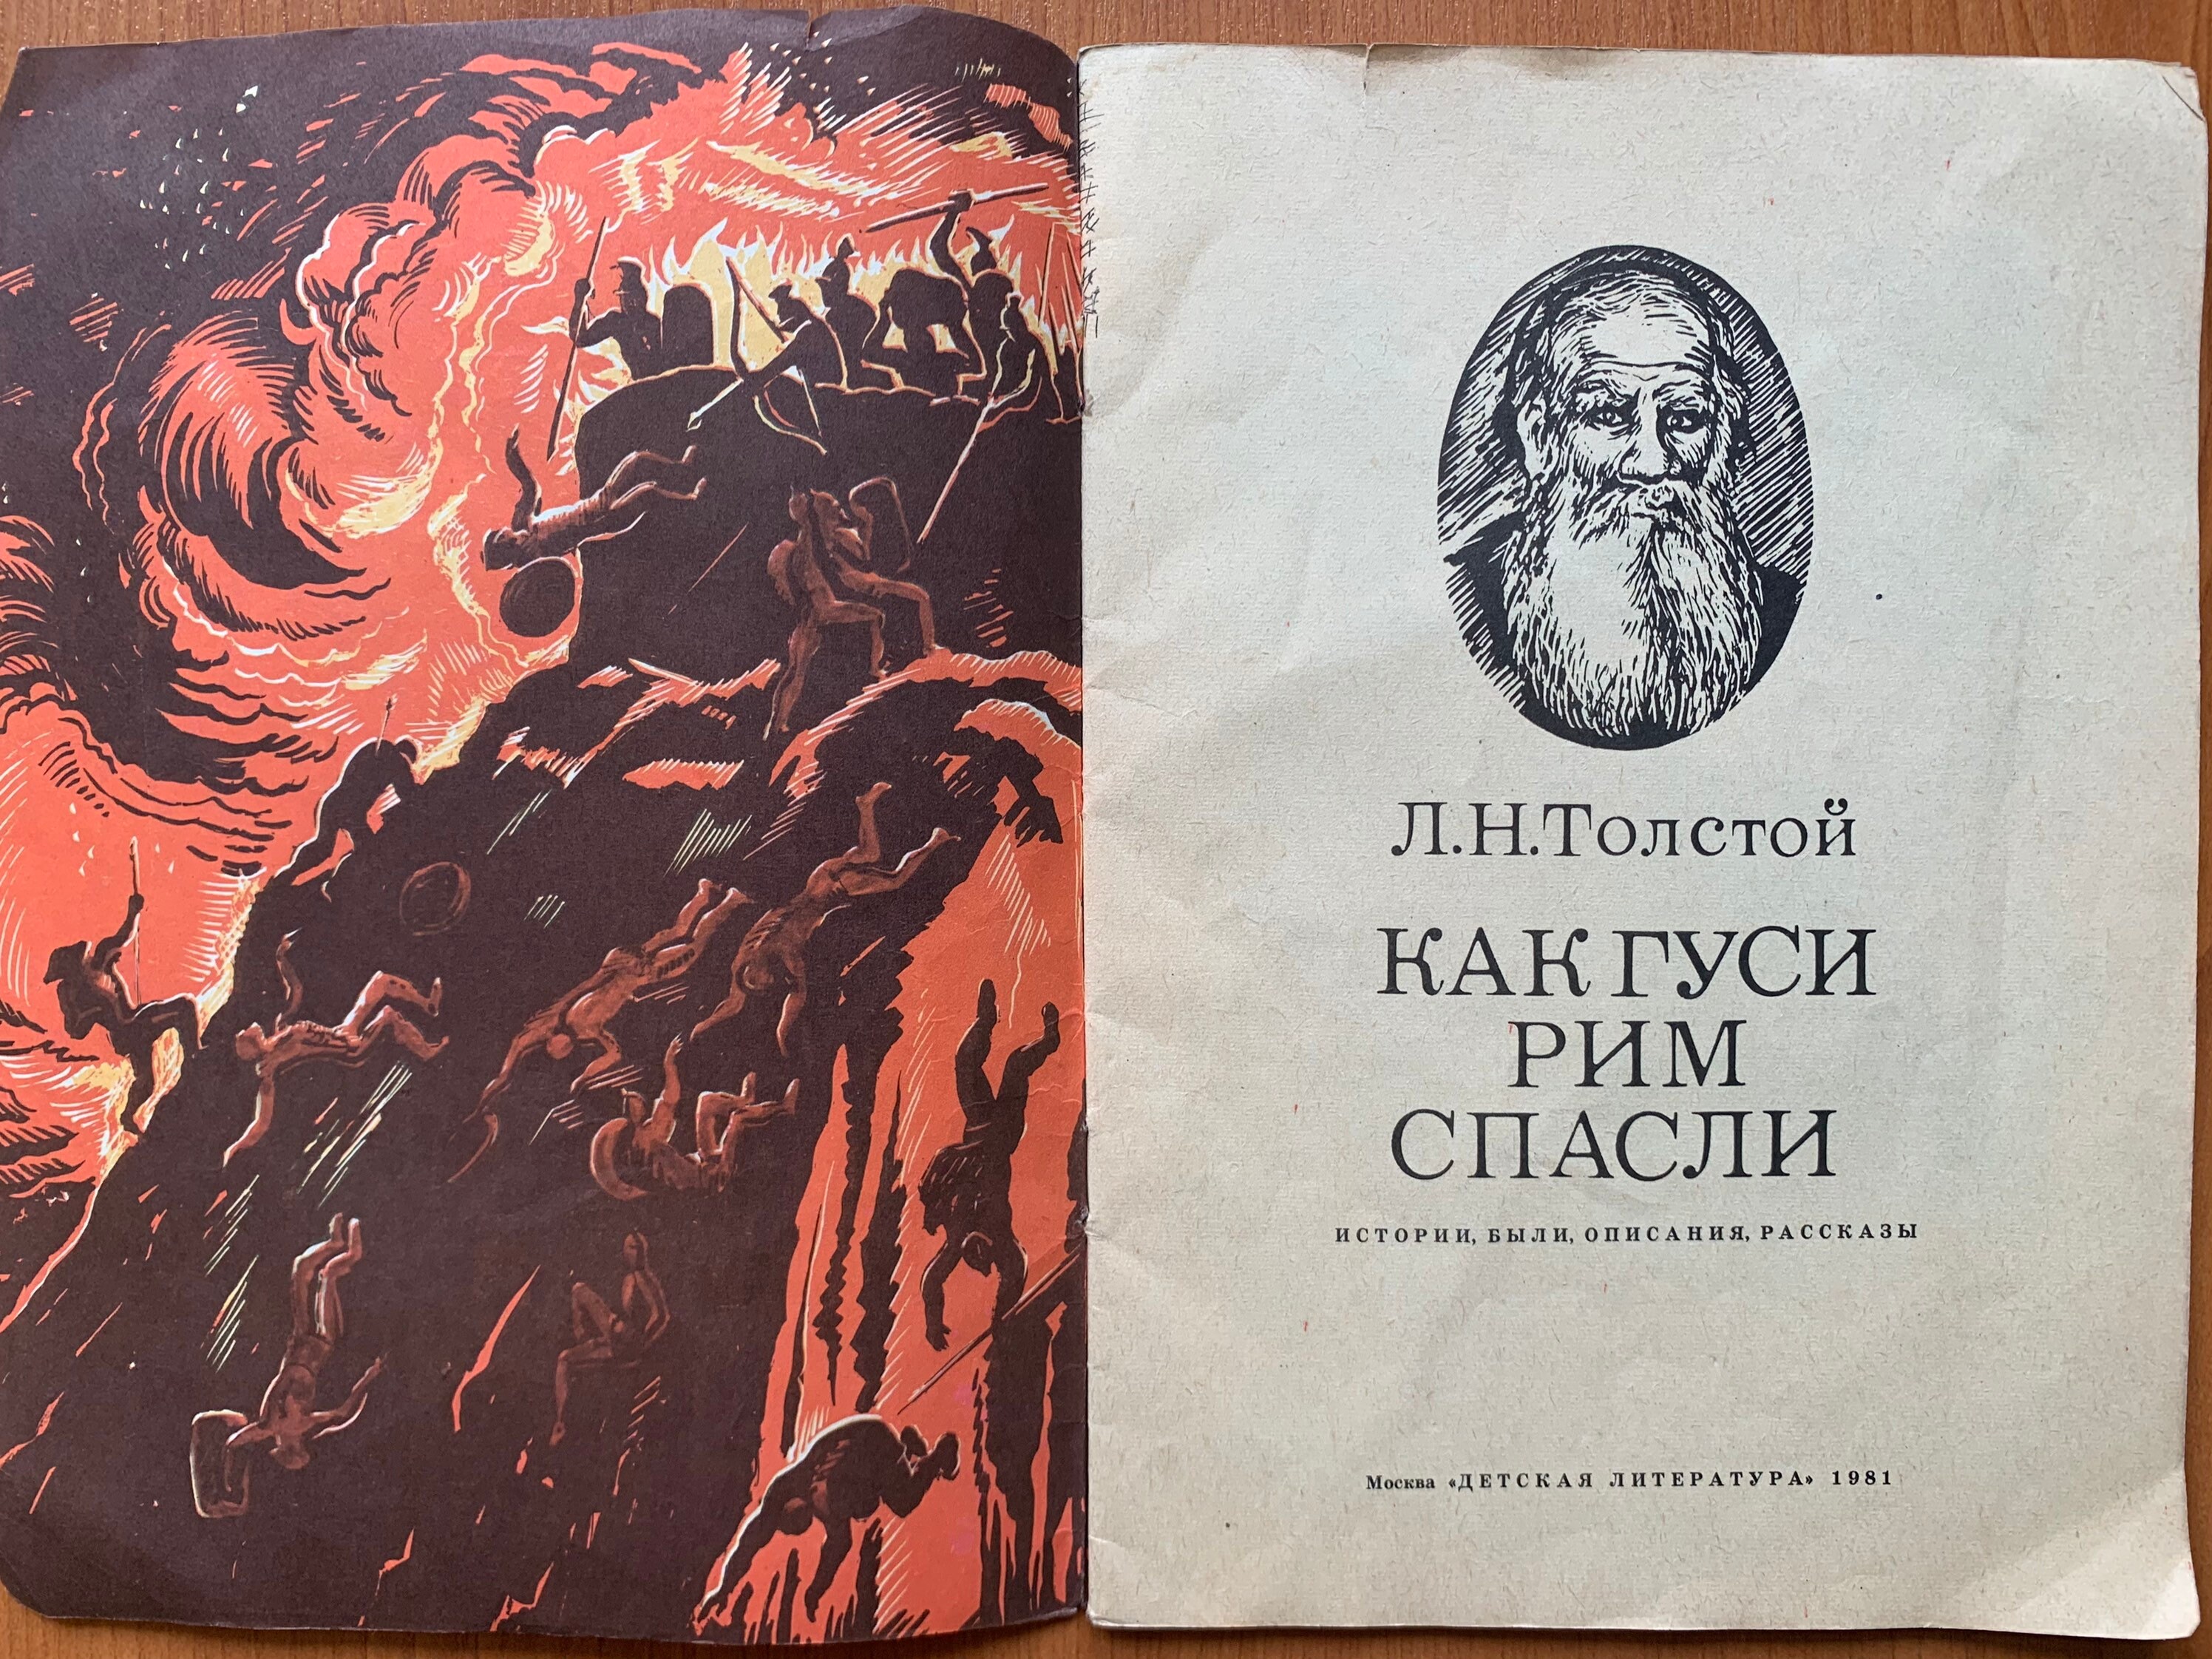 Л.Н.Толстой
КАК ГУСИ
РИМ
СПАСЛИ
ИСТОРИИ, БЫЛИ, ОПИСАНИЯ, РАССКАЗЫ
Москва «ДЕТСКАЯ ЛИТЕРАТУРА» 1981